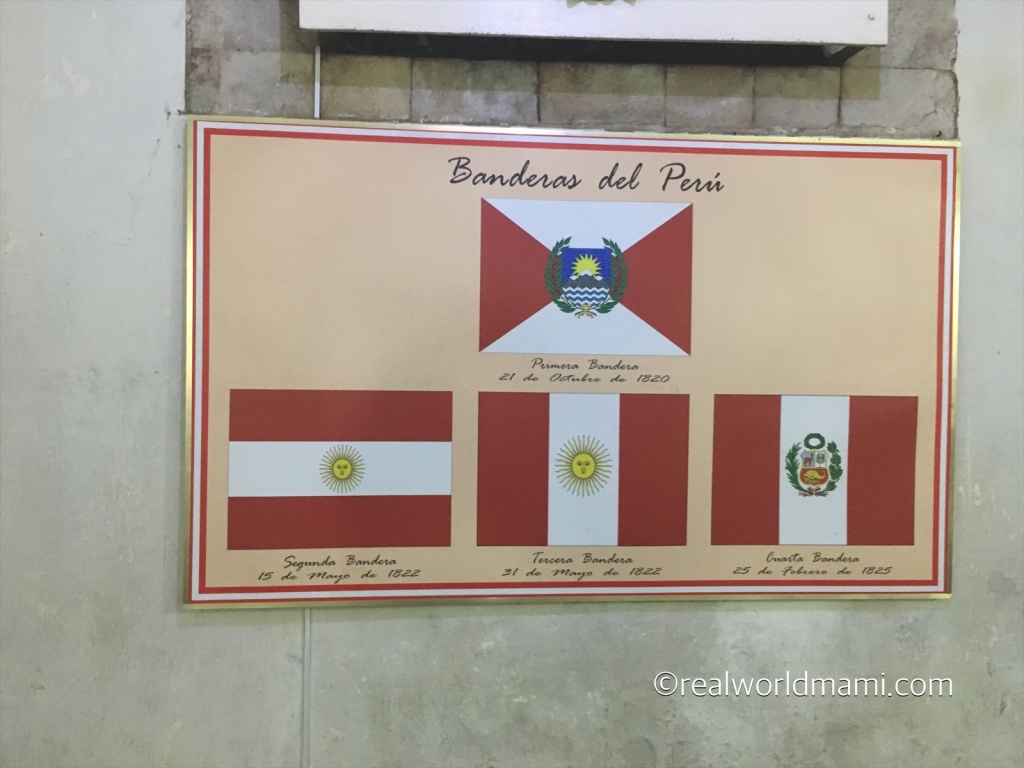 Banderas del Perú
Primera Bandera
21 de Octubre de 1820
Segunda Bandera
15 de Mayo de 1822
Tercera Bandera
31 de Mayo de 1822
Cuarta Bandera
25 de Febrero de 1825
©realworldmami.com